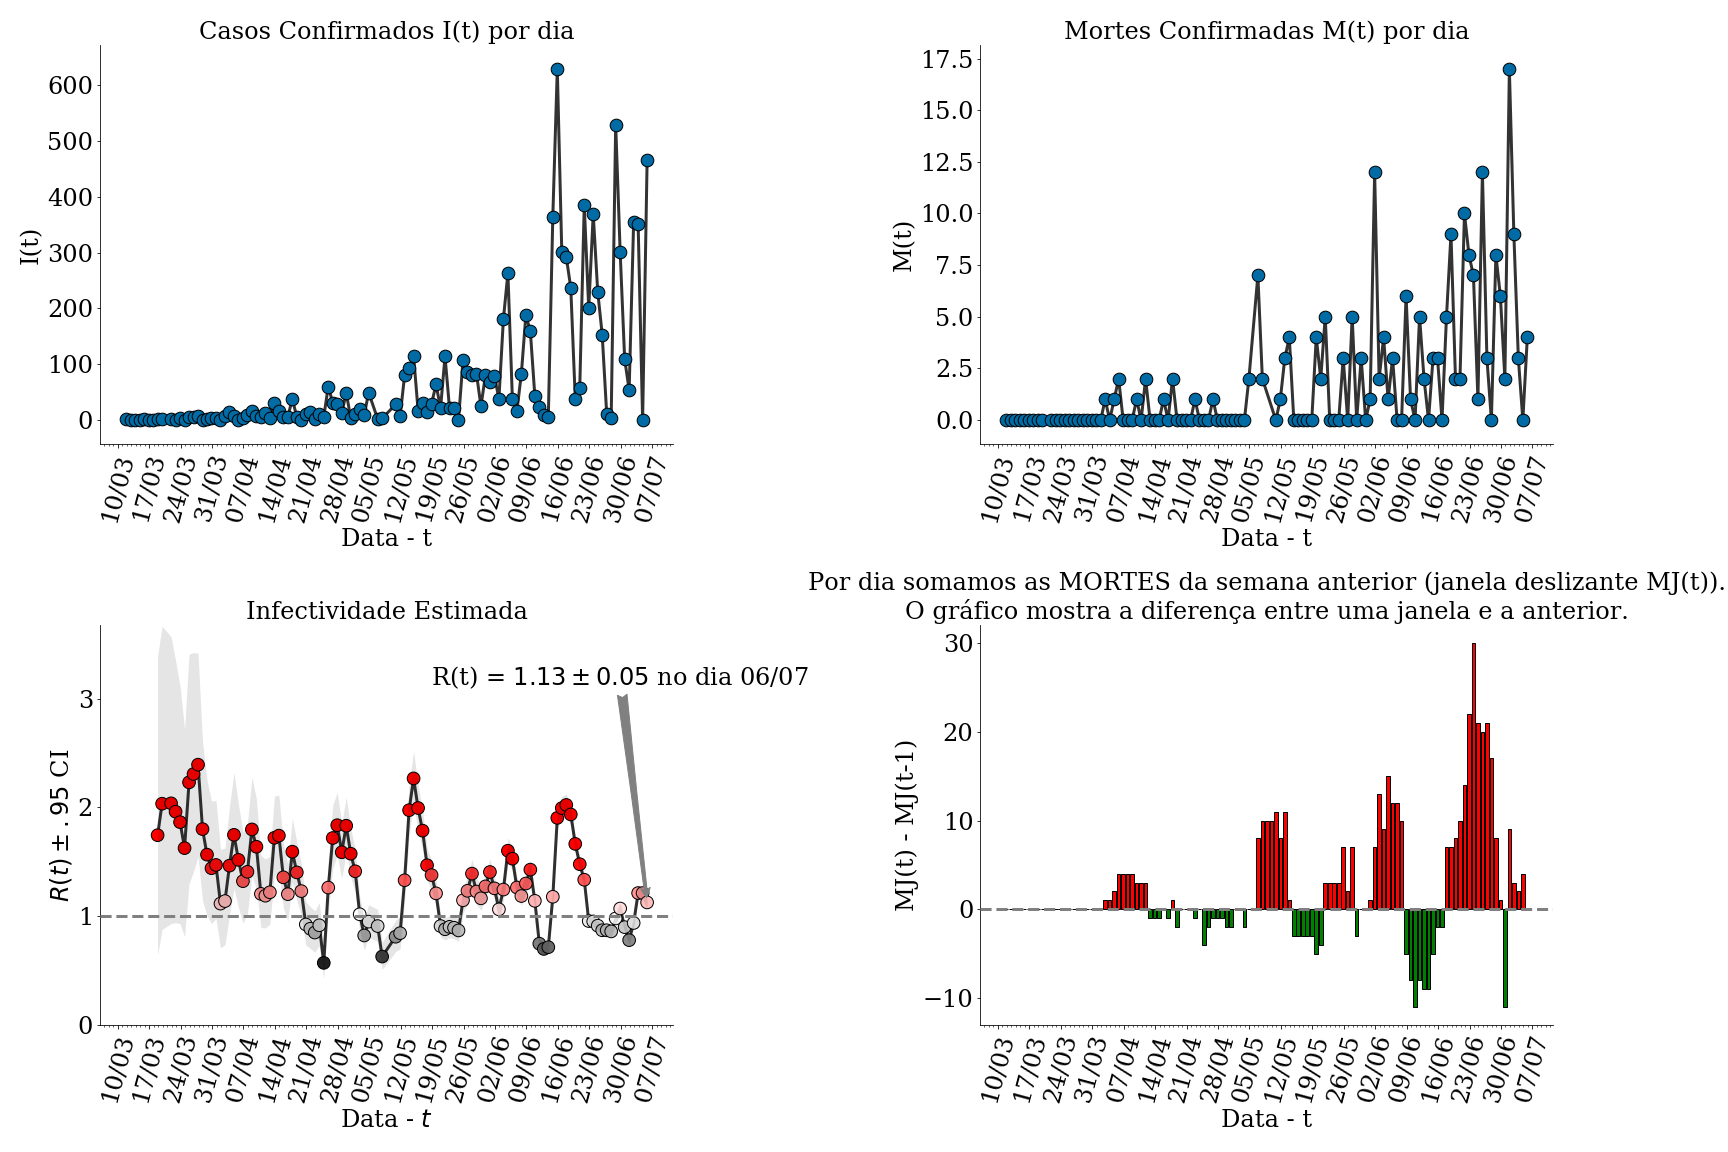 Casos Confirmados I(t) por dia
I(t)
600
500
400
300
200
100
0
10/03 17/03 24/03 31/03 07/04 14/04 21/04 28/04 05/05 12/05 19/05 26/05 02/06 09/06 16/06 23/06 30/06 07/07
Data - t
Mortes Confirmadas M(t) por dia
M(t)
17.5
15.0
12.5
10.0
7.5
5.0
2.5
0.0
10/03 17/03 24/03 31/03 07/04 14/04 21/04 28/04 05/05 12/05 19/05 26/05 02/06 09/06 16/06 23/06 30/06 07/07
Data - t
Infectividade Estimada
R(t) = 1.13 ± 0.05 no dia 06/07
R(t) ± .95 CI
3
2
1
0
10/03 17/03 24/03 31/03 07/04 14/04 21/04 28/04 05/05 12/05 19/05 26/05 02/06 09/06 16/06 23/06 30/06 07/07
Data - t
Por dia somamos as MORTES da semana anterior (janela deslizante MJ(t)).
O gráfico mostra a diferença entre uma janela e a anterior.
MJ(t) - MJ(t-1)
30
20
10
0
−10
10/03 17/03 24/03 31/03 07/04 14/04 21/04 28/04 05/05 12/05 19/05 26/05 02/06 09/06 16/06 23/06 30/06 07/07
Data - t